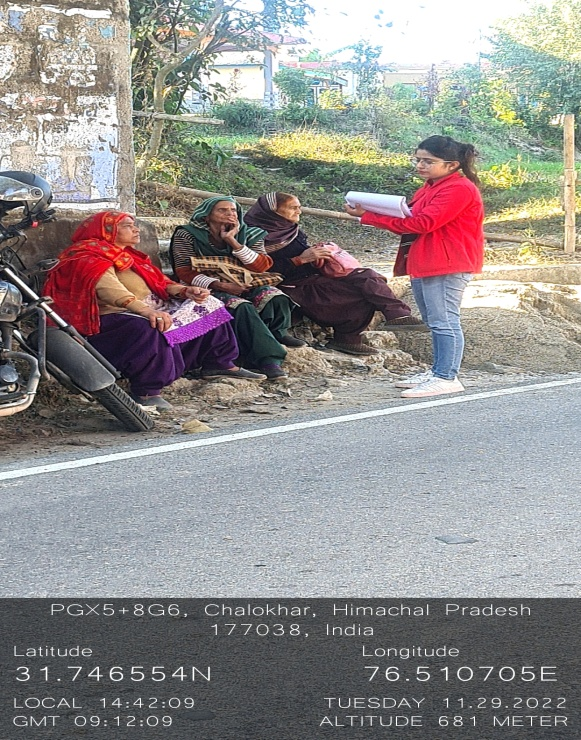 PGX5+8G6, Chalokhar, Himachal Pradesh
177038, India
Latitude
31.746554N
Longitude
76.510705E
LOCAL 14:42:09
GMT 09:12:09
TUESDAY 11.29.2022
ALTITUDE 681 METER